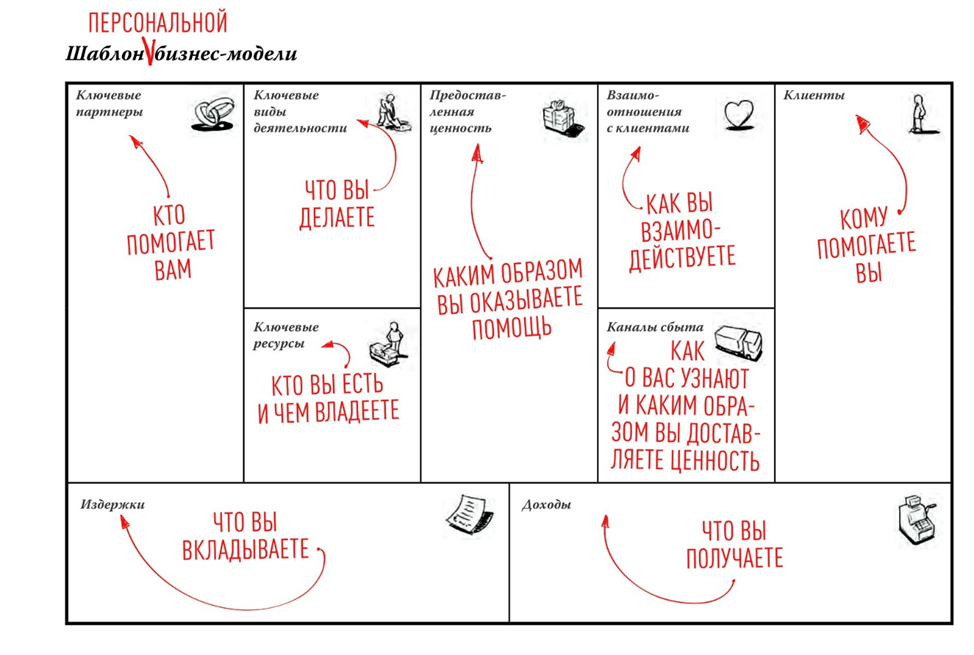 ПЕРСОНАЛЬНОЙ
Шаблон бизнес-модели
Ключевые
партнеры
КТО
ПОМОГАЕТ
ВАМ
Ключевые
виды
деятельности
ЧТО ВЫ
ДЕЛАЕТЕ
Ключевые
ресурсы
КТО ВЫ ЕСТЬ
И ЧЕМ ВЛАДЕЕТЕ
Предостав-
ленная
ценность
КАКИМ ОБРАЗОМ
ВЫ ОКАЗЫВАЕТЕ
ПОМОЩЬ
Взаимо-
отношения
с клиентами
КАК ВЫ
ВЗАИМО-
ДЕЙСТВУЕТЕ
Каналы сбыта
КАК
О ВАС УЗНАЮТ
И КАКИМ ОБРА-
ЗОМ ВЫ ДОСТАВ-
ЛЯЕТЕ ЦЕННОСТЬ
Клиенты
КОМУ
ПОМОГАЕТЕ
ВЫ
Издержки
ЧТО ВЫ
ВКЛАДЫВАЕТЕ
Доходы
ЧТО ВЫ
ПОЛУЧАЕТЕ